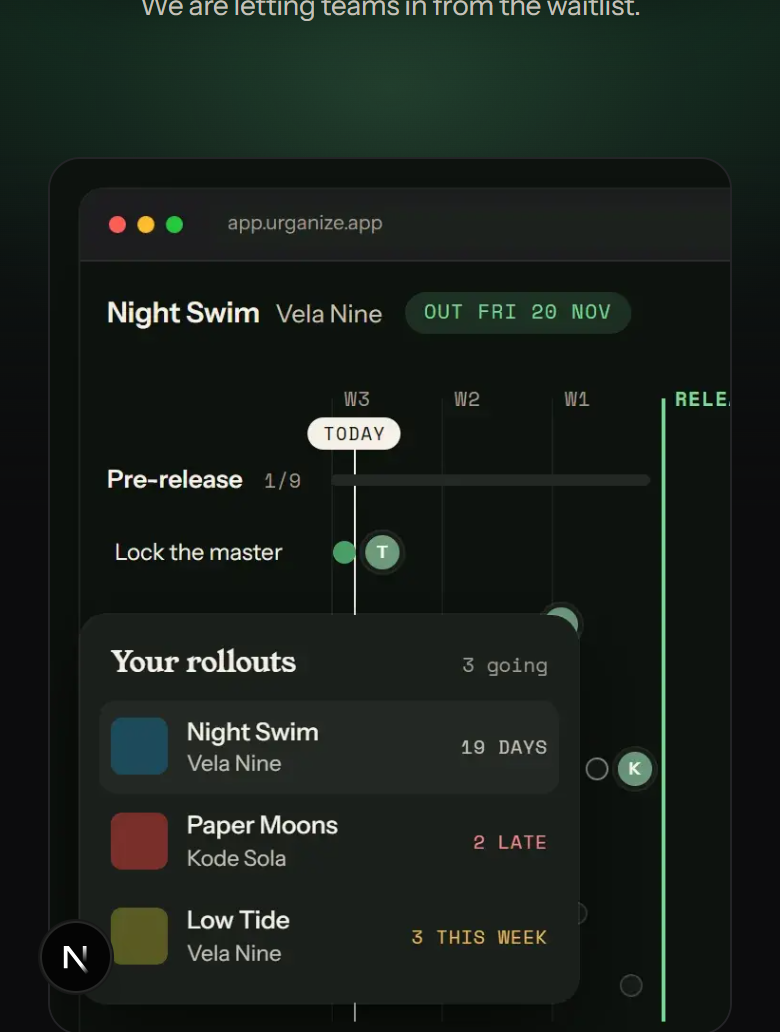 We are letting teams in from the waitlist.
app.urganize.app
Night Swim Vela Nine OUT FRI 20 NOV
W3 W2 W1 RELEA
TODAY
Pre-release 1/9
Lock the master T
Your rollouts 3 going
Night Swim
Vela Nine
19 DAYS
K
Paper Moons
Kode Sola
2 LATE
Low Tide
Vela Nine
3 THIS WEEK
N